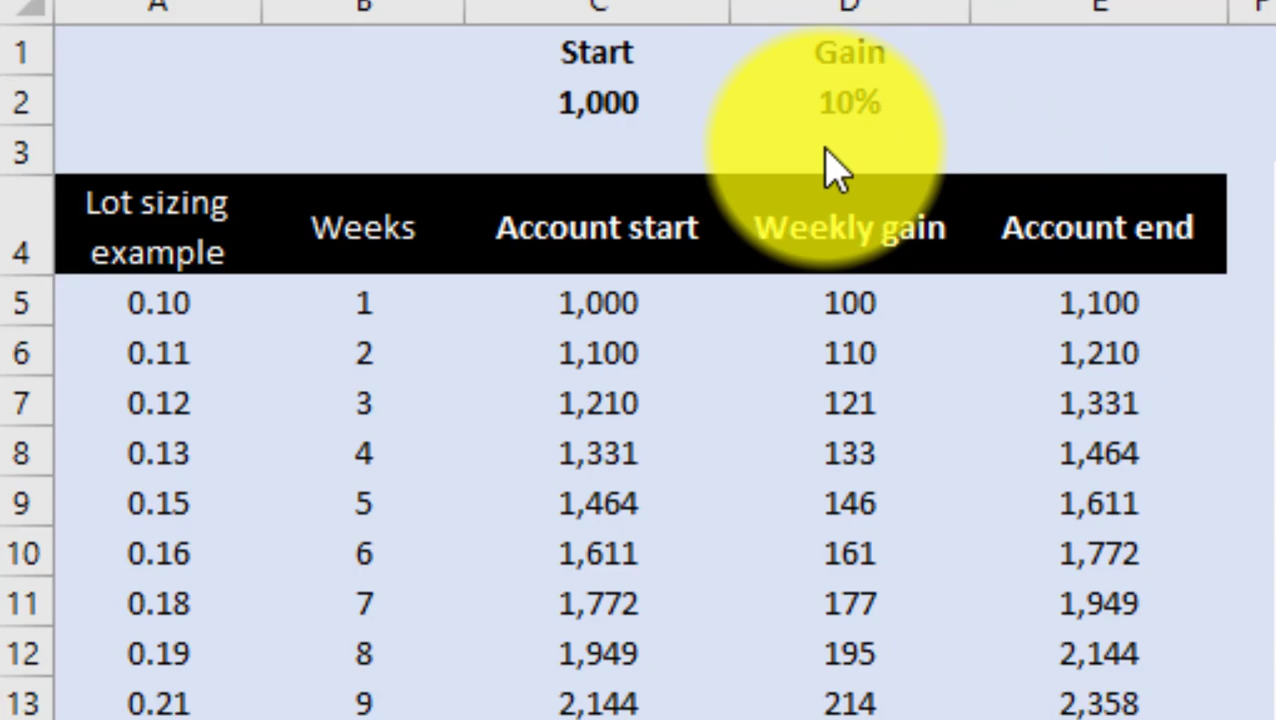 A B C D E F
1 Start Gain
2 1,000 10%
3
Lot sizing
4 example Weeks Account start Weekly gain Account end
5 0.10 1 1,000 100 1,100
6 0.11 2 1,100 110 1,210
7 0.12 3 1,210 121 1,331
8 0.13 4 1,331 133 1,464
9 0.15 5 1,464 146 1,611
10 0.16 6 1,611 161 1,772
11 0.18 7 1,772 177 1,949
12 0.19 8 1,949 195 2,144
13 0.21 9 2,144 214 2,358